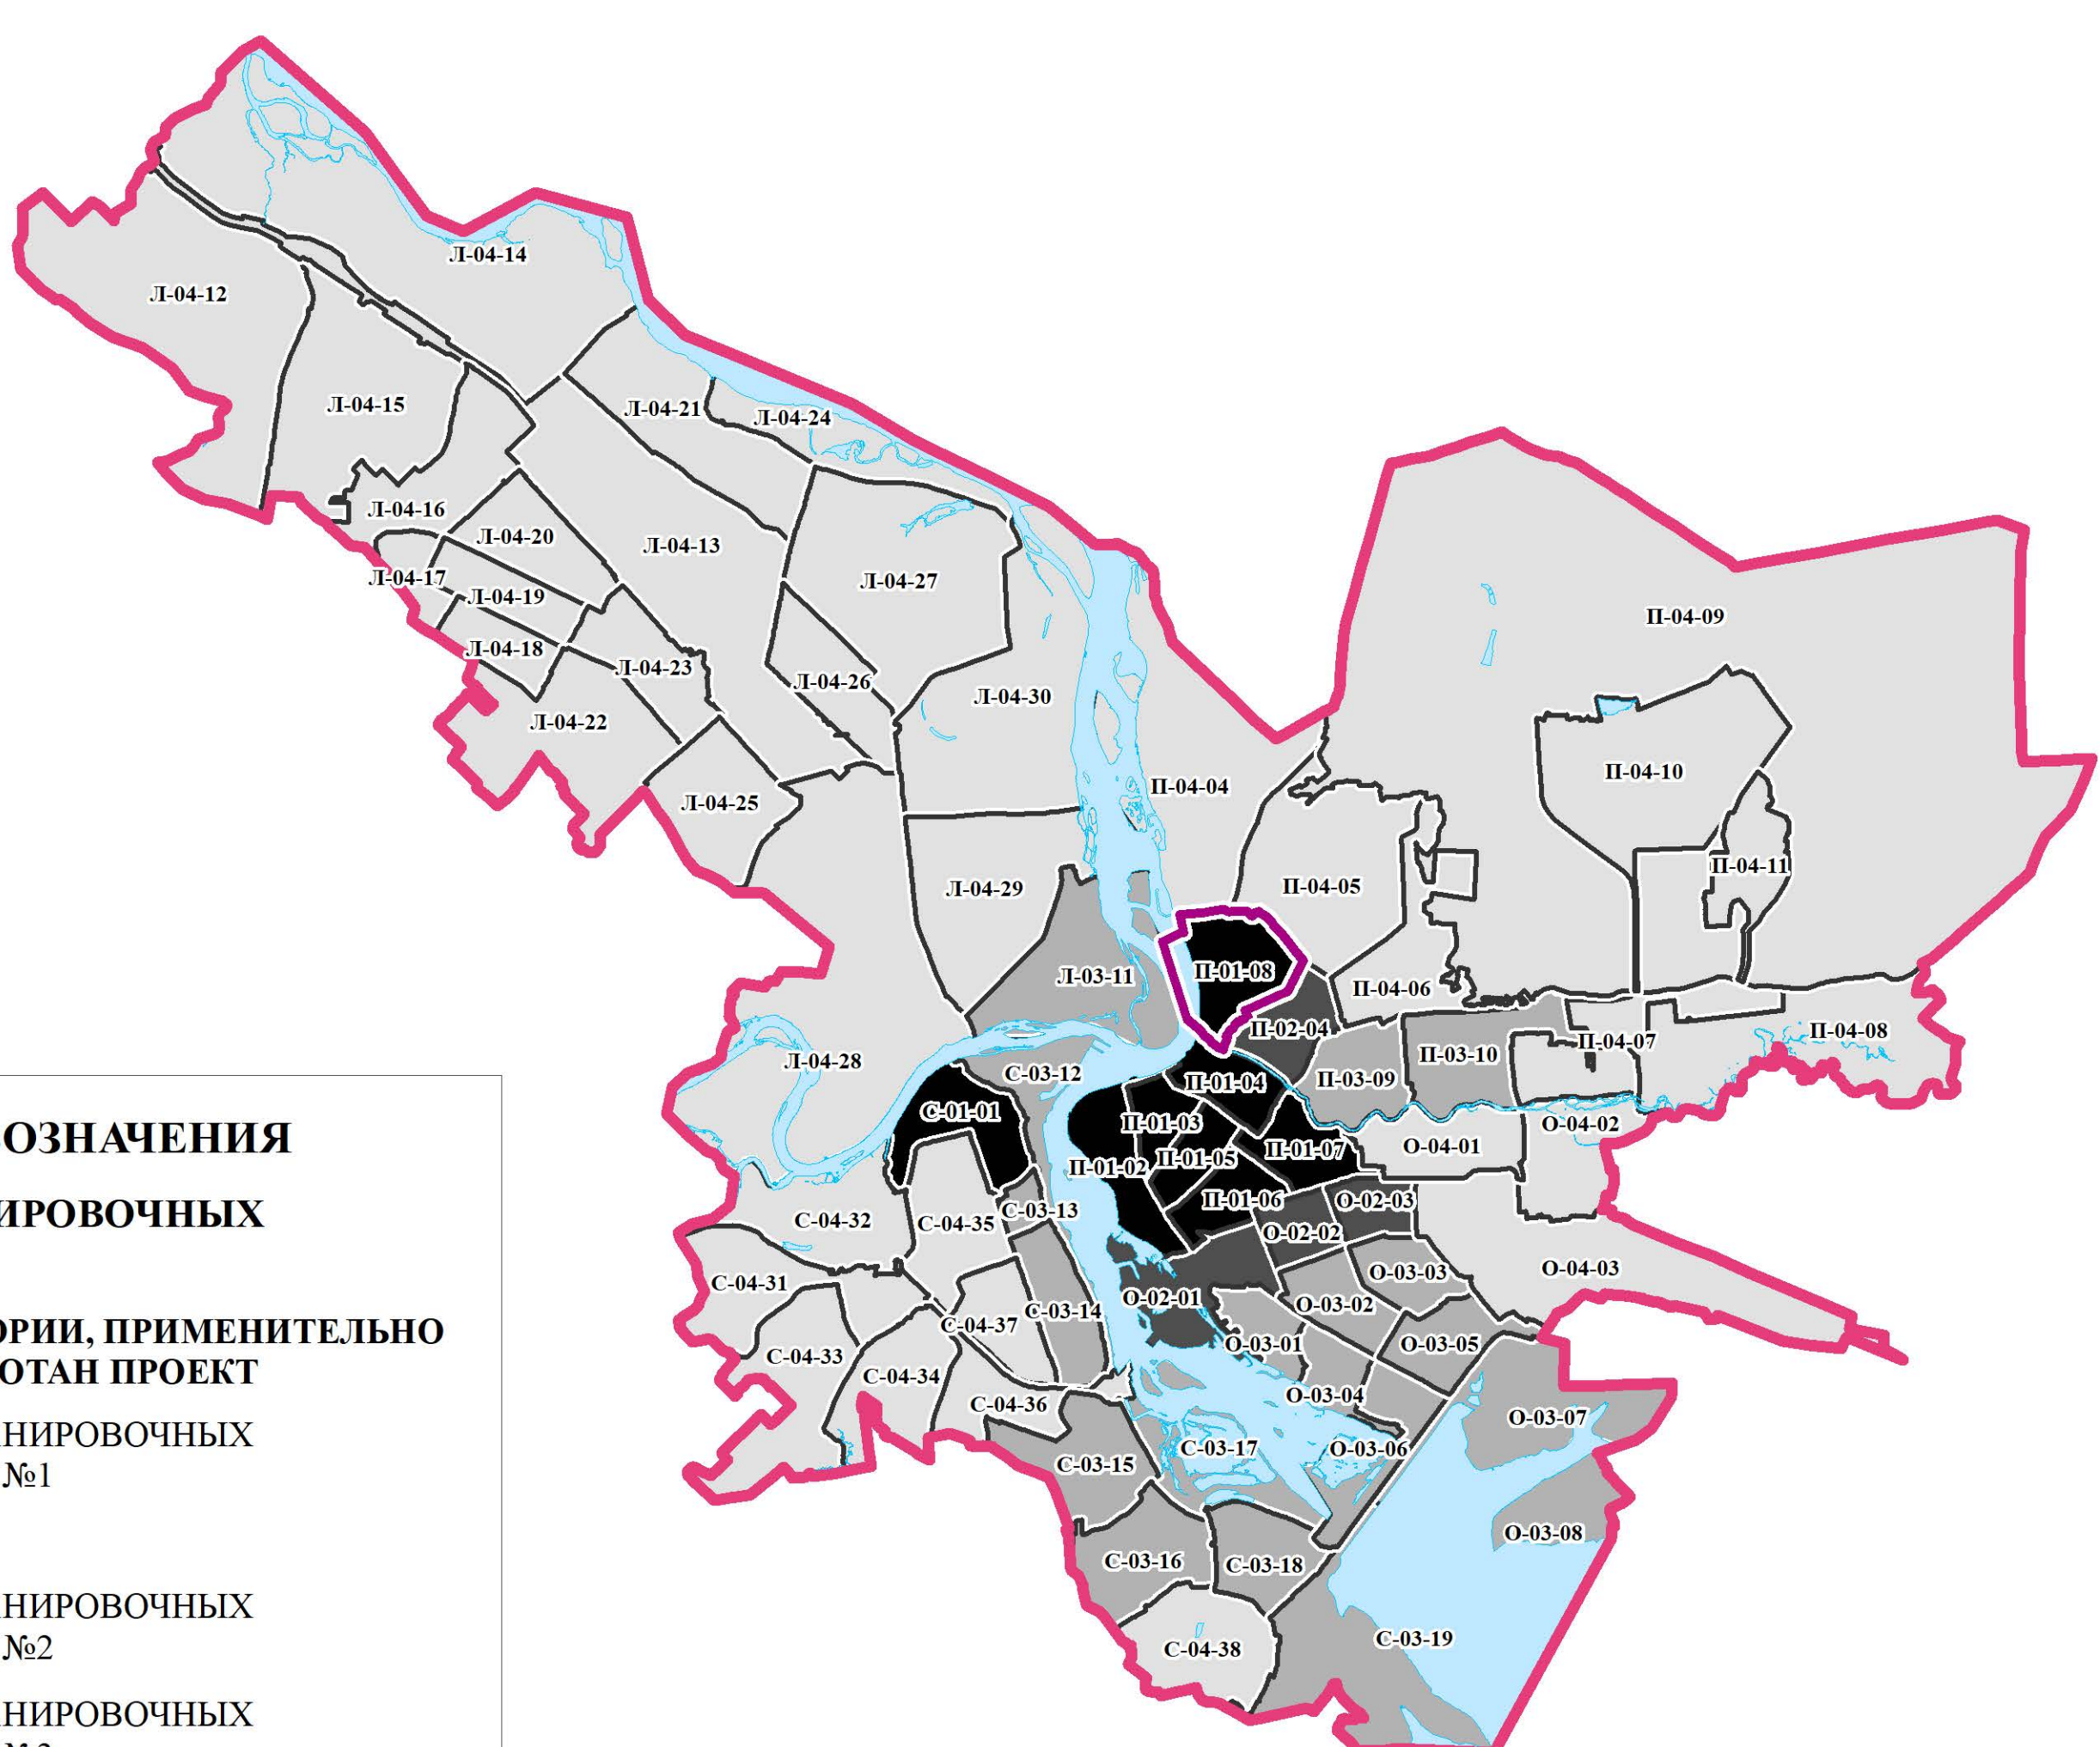 Л-04-14
Л-04-12
Л-04-15
Л-04-21
Л-04-24
Л-04-16
Л-04-20
Л-04-13
Л-04-17
Л-04-19
Л-04-27
Л-04-18
Л-04-23
Л-04-26
Л-04-30
Л-04-22
Л-04-25
П-04-09
П-04-10
П-04-04
П-04-11
П-04-05
Л-04-29
Л-03-11
П-01-08
П-04-06
П-02-04
П-04-08
П-04-07
П-03-10
Л-04-28
С-03-12
П-01-04
П-03-09
С-01-01
П-01-03
О-04-02
О-04-01
П-01-02
П-01-05
П-01-07
П-01-06
О-02-03
С-03-13
С-04-32
С-04-35
О-02-02
О-04-03
О-03-03
С-04-31
О-02-01
О-03-02
С-03-14
С-04-37
О-03-01
О-03-05
С-04-33
С-04-34
О-03-04
С-04-36
О-03-07
С-03-17
О-03-06
С-03-15
О-03-08
С-03-16
С-03-18
С-03-19
С-04-38
ОЗНАЧЕНИЯ
ИРОВОЧНЫХ
ОРИИ, ПРИМЕНИТЕЛЬНО
ОТАН ПРОЕКТ
НИРОВОЧНЫХ
№1
НИРОВОЧНЫХ
№2
НИРОВОЧНЫХ